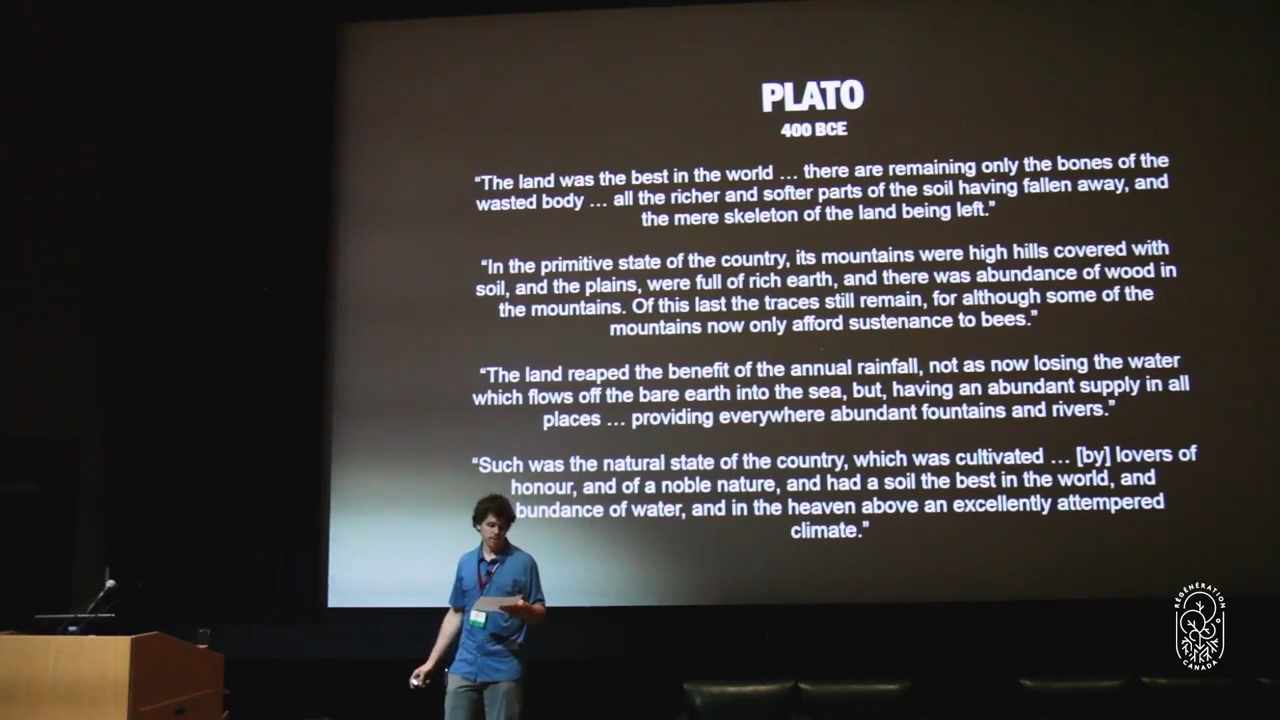 PLATO
400 BCE
“The land was the best in the world … there are remaining only the bones of the
wasted body … all the richer and softer parts of the soil having fallen away, and
the mere skeleton of the land being left.”
“In the primitive state of the country, its mountains were high hills covered with
soil, and the plains, were full of rich earth, and there was abundance of wood in
the mountains. Of this last the traces still remain, for although some of the
mountains now only afford sustenance to bees.”
“The land reaped the benefit of the annual rainfall, not as now losing the water
which flows off the bare earth into the sea, but, having an abundant supply in all
places … providing everywhere abundant fountains and rivers.”
“Such was the natural state of the country, which was cultivated … [by] lovers of
honour, and of a noble nature, and had a soil the best in the world, and
bundance of water, and in the heaven above an excellently attempered
climate.”
RÉGÉNÉRATION
CANADA